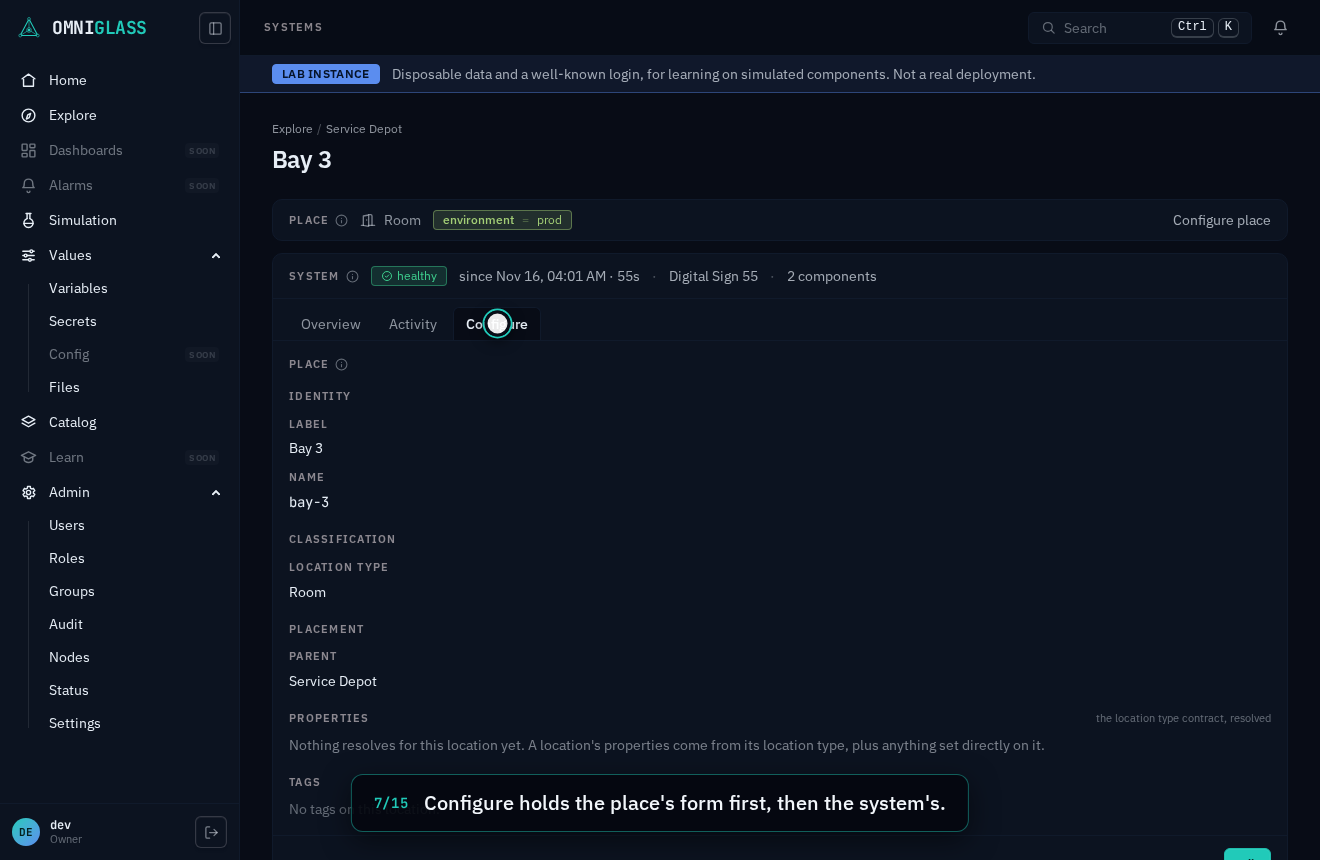 OMNIGLASS
SYSTEMS
Search
Ctrl K
LAB INSTANCE Disposable data and a well-known login, for learning on simulated components. Not a real deployment.
Home
Explore
Dashboards SOON
Alarms SOON
Simulation
Values
Variables
Secrets
Config SOON
Files
Catalog
Learn SOON
Admin
Users
Roles
Groups
Audit
Nodes
Status
Settings
DE
dev
Owner
Explore / Service Depot
Bay 3
PLACE Room environment = prod Configure place
SYSTEM healthy since Nov 16, 04:01 AM · 55s · Digital Sign 55 · 2 components
Overview Activity Configure
PLACE
IDENTITY
LABEL
Bay 3
NAME
bay-3
CLASSIFICATION
LOCATION TYPE
Room
PLACEMENT
PARENT
Service Depot
PROPERTIES the location type contract, resolved
Nothing resolves for this location yet. A location's properties come from its location type, plus anything set directly on it.
TAGS
No tags on
7/15 Configure holds the place's form first, then the system's.